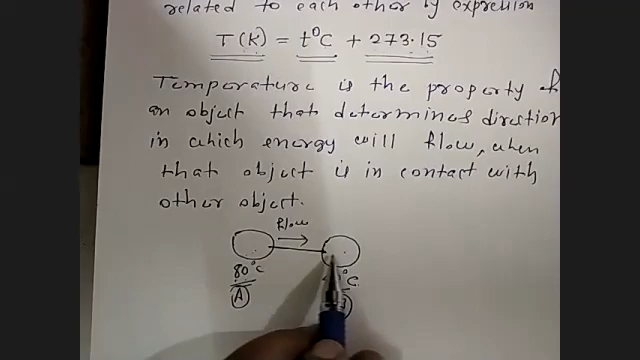 related to each other by expression
T(K) = t°C + 273.15
Temperature is the property of
an object that determines direction
in which energy will flow, when
that object is in contact with
other object.
flow
80°C °C
A